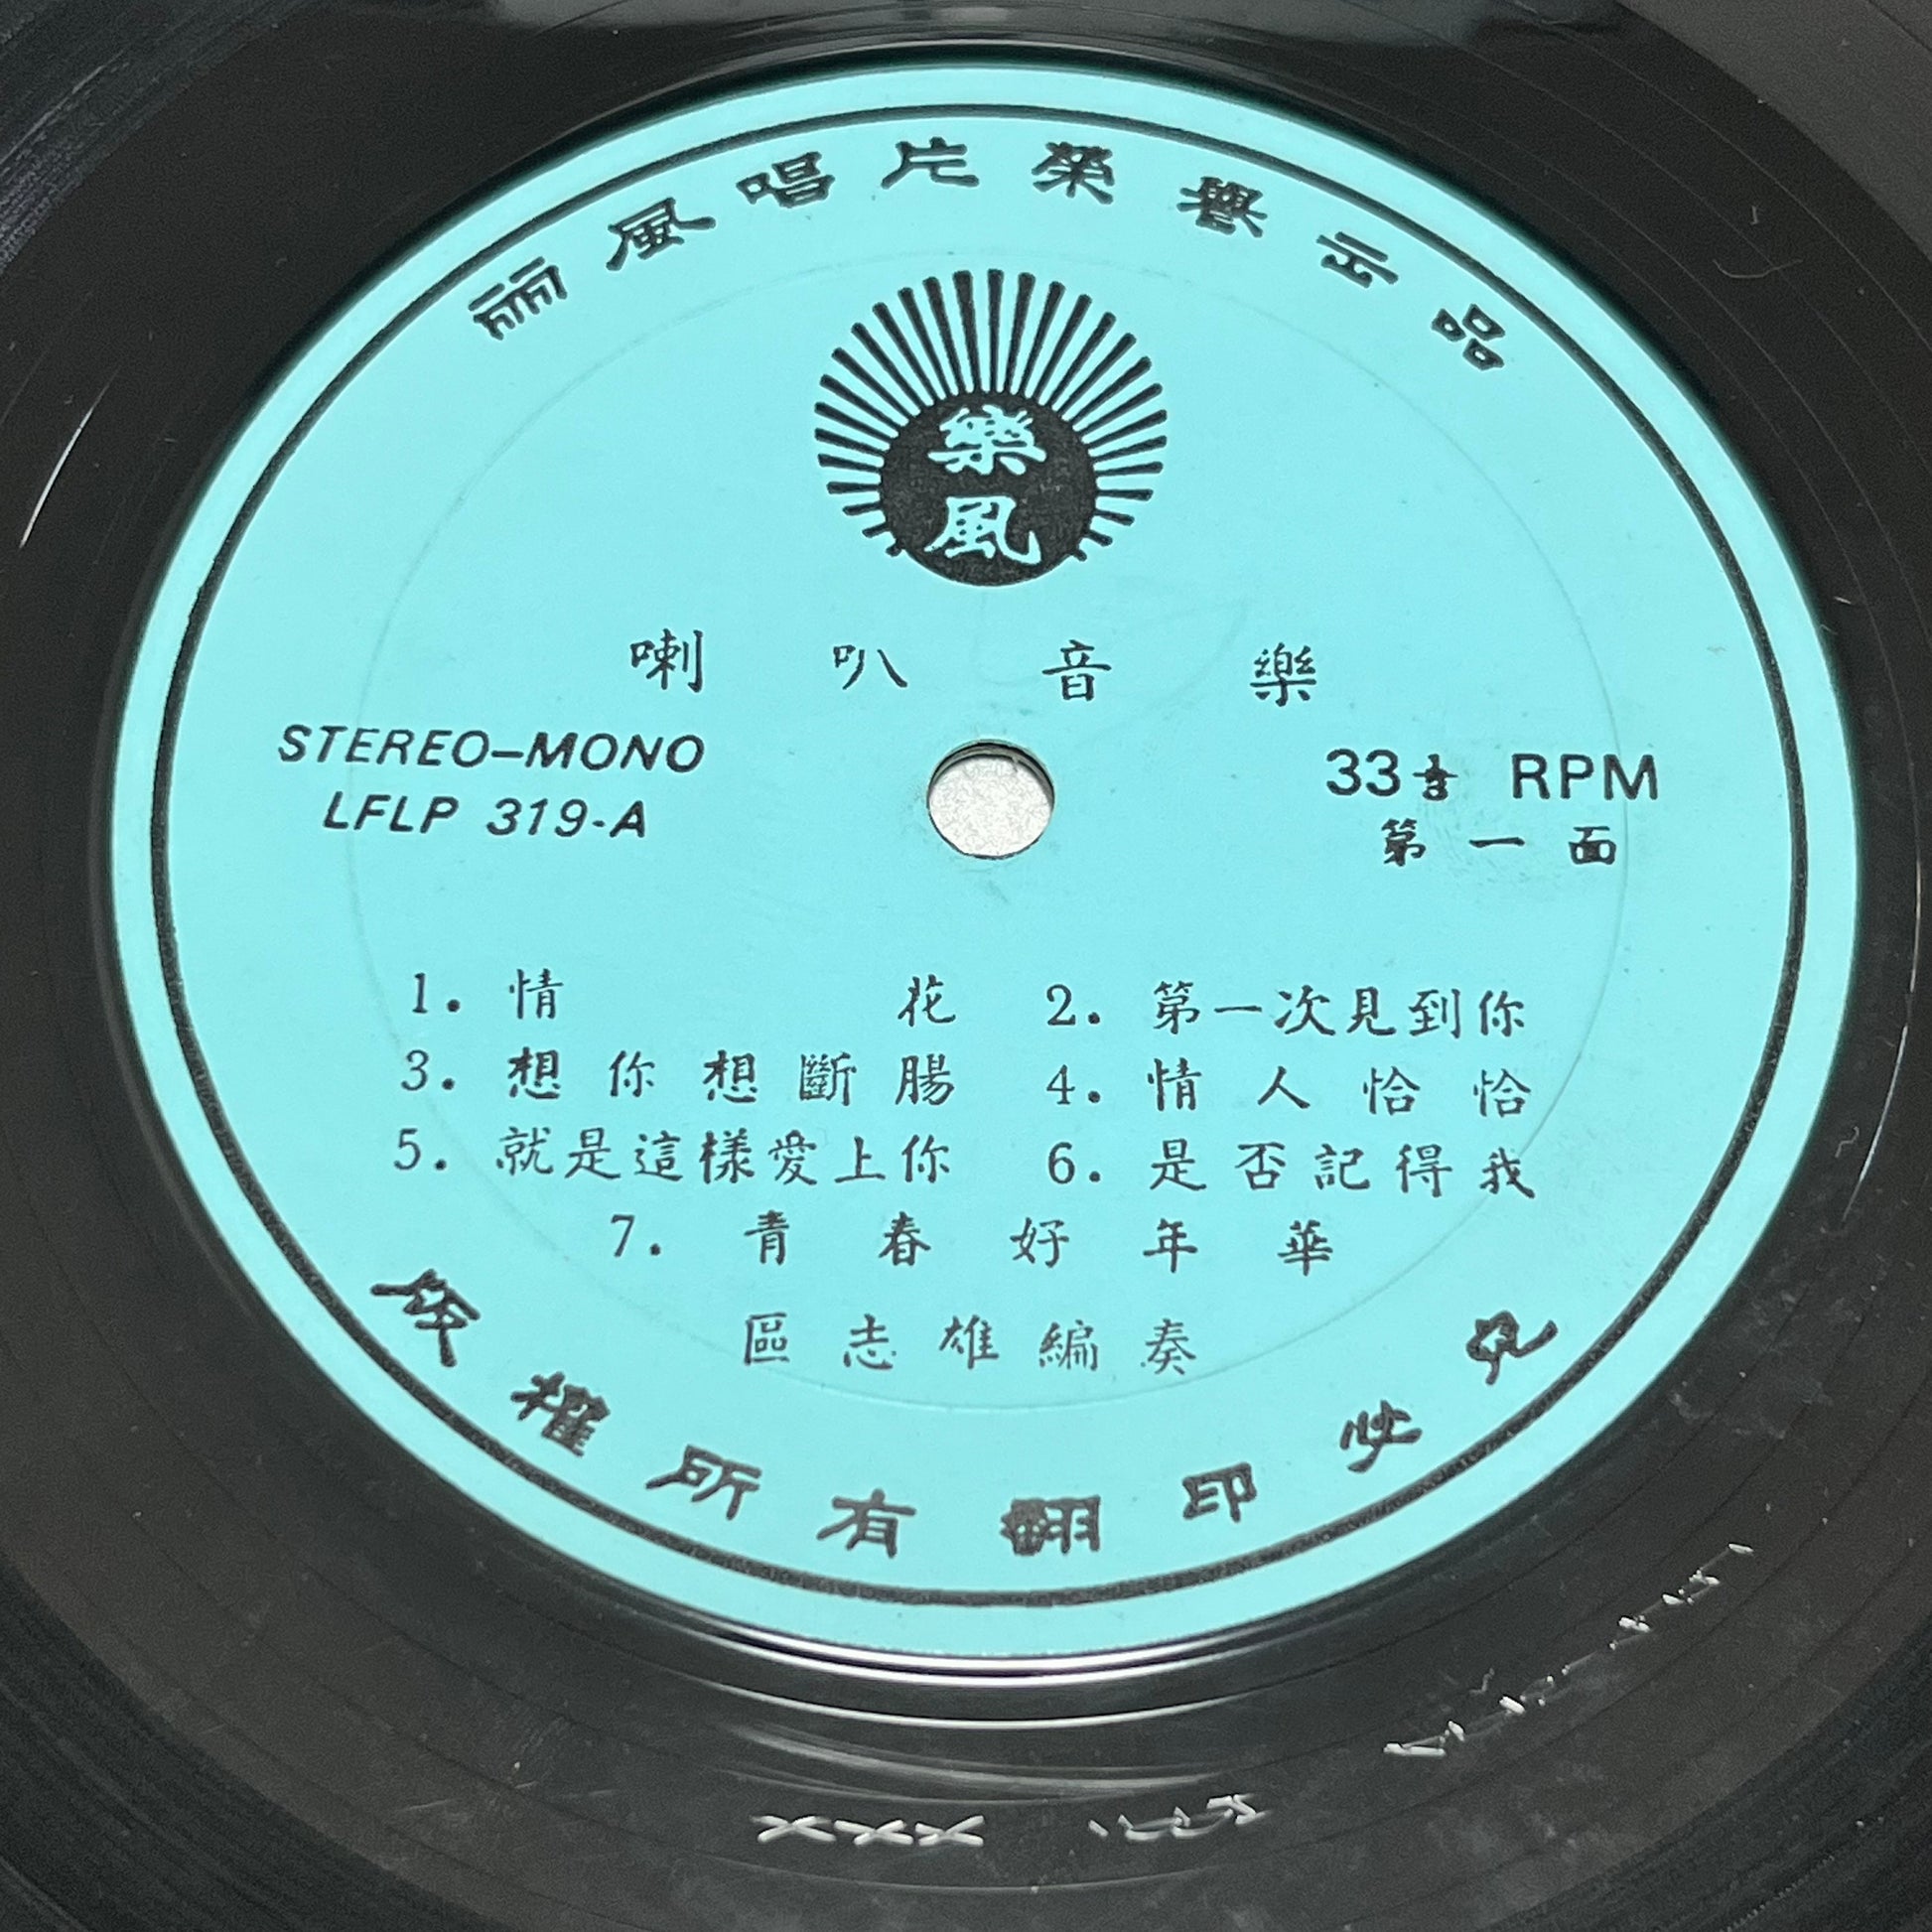 麗風唱片榮譽出品
樂風
喇叭音樂
STEREO-MONO
LFLP 319-A
33⅓ RPM
第一面
1. 情花 2. 第一次見到你
3. 想你想斷腸 4. 情人恰恰
5. 就是這樣愛上你 6. 是否記得我
7. 青春好年華
區志雄編奏
版權所有翻印必究